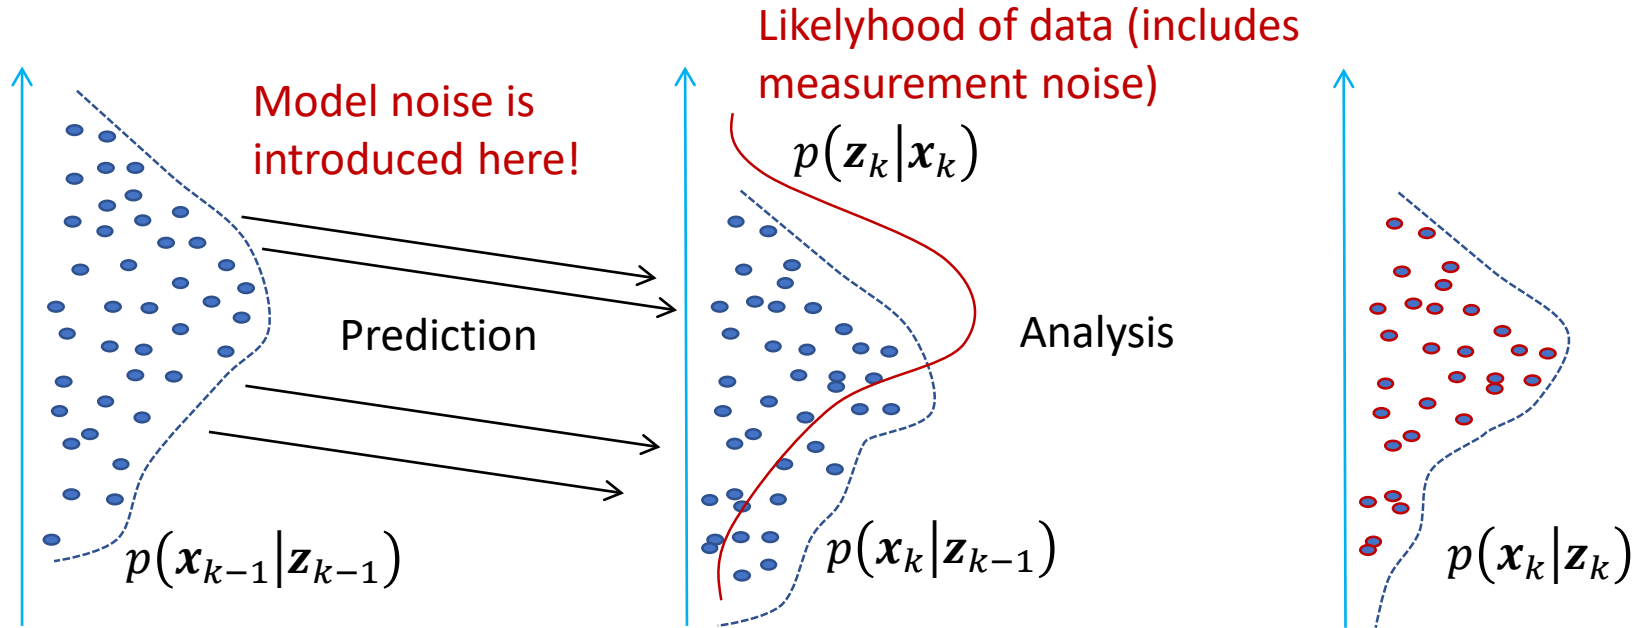 Likelyhood of data (includes
measurement noise)
Model noise is
introduced here!
p(z_k|x_k)
Prediction
Analysis
p(x_{k−1}|z_{k−1})
p(x_k|z_{k−1})
p(x_k|z_k)